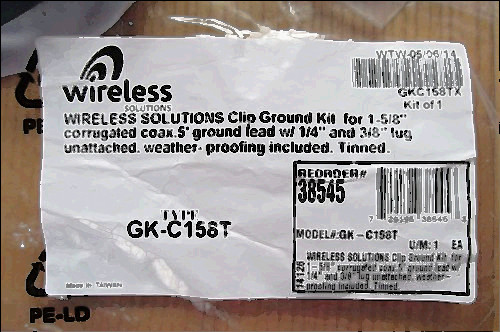 WTW-05/06/14
GKC158TX
Kit of 1
wireless
SOLUTIONS
WIRELESS SOLUTIONS Clip Ground Kit for 1-5/8"
corrugated coax.5' ground lead w/ 1/4" and 3/8" lug
unattached. weather-proofing included. Tinned.
REORDER#
38545
TYPE
GK-C158T
MODEL#:GK-C158T
U/M: 1 EA
WIRELESS SOLUTIONS Clip Ground Kit for
1-5/8" corrugated coax.5' ground lead w/
1/4" and 3/8" lug unattached. weather-
proofing included. Tinned.
Made in TAIWAN
PE-LD